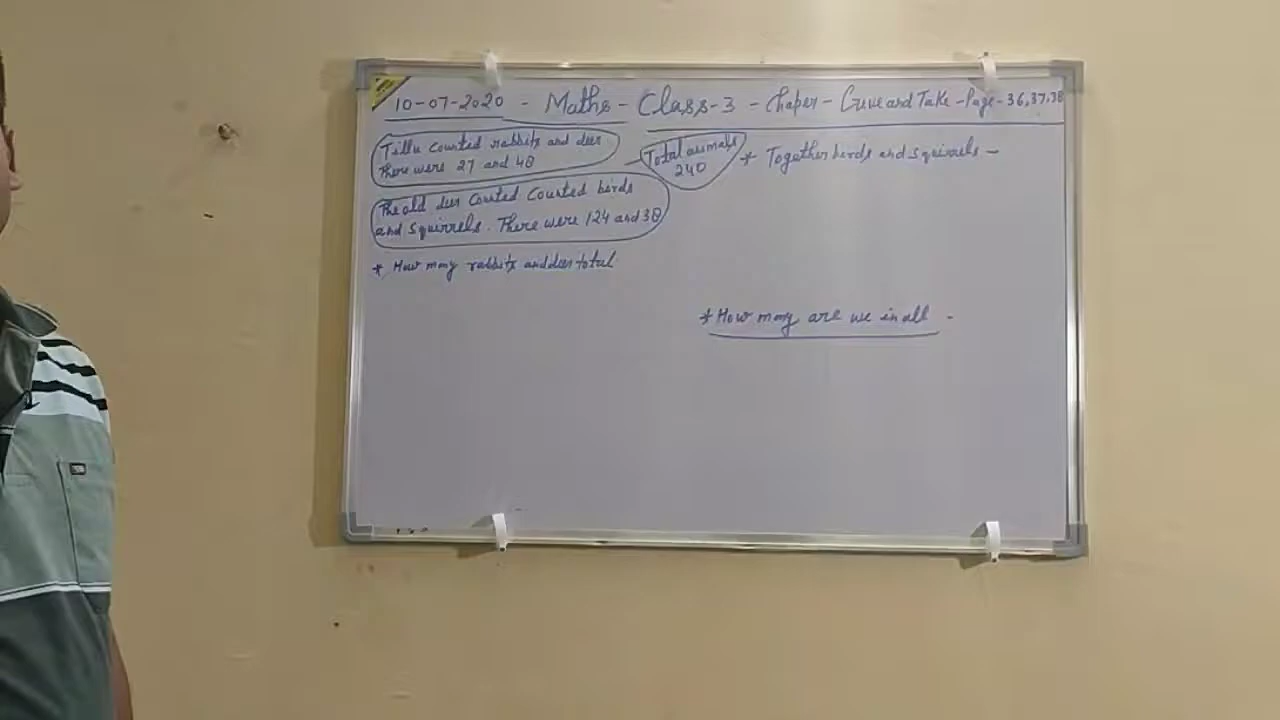 10-07-2020 - Maths - Class-3 - Chaper - Give and Take - Page - 36,37,38
Tillu counted rabbits and deer
There were 27 and 48
Total animals
240
* Together birds and squirrels -
The old deer counted counted birds
and squirrels. There were 124 and 38
* How many rabbits and deer total
* How many are we in all -